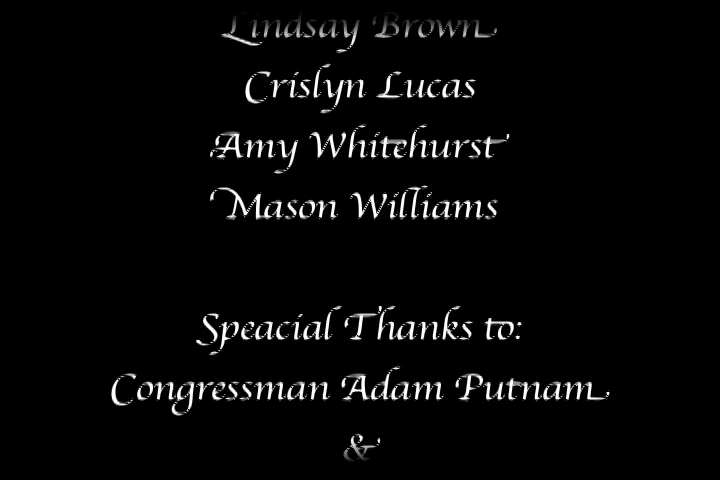 Lindsay Brown
Crislyn Lucas
Amy Whitehurst
Mason Williams
Speacial Thanks to:
Congressman Adam Putnam
&